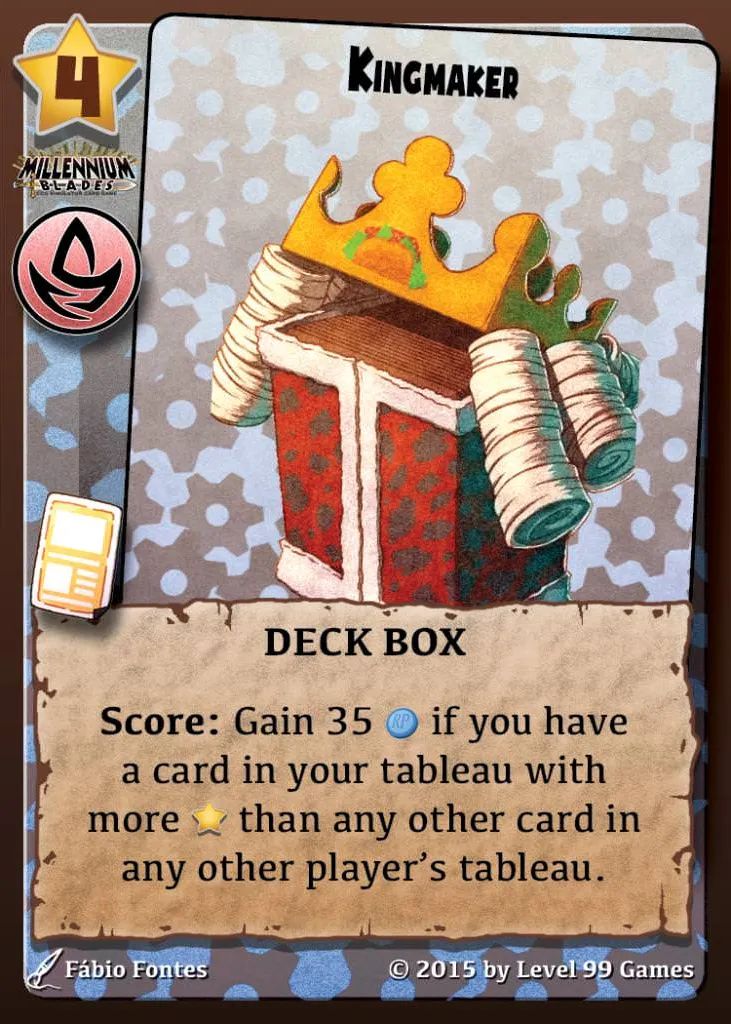 4
KINGMAKER
MILLENNIUM
BLADES
DECK BOX
Score: Gain 35 RP if you have
a card in your tableau with
more than any other card in
any other player’s tableau.
Fábio Fontes
© 2015 by Level 99 Games